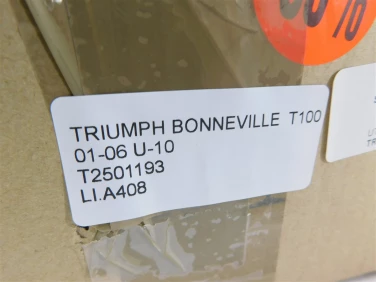 TRIUMPH BONNEVILLE T100
01-06 U-10
T2501193
LI.A408